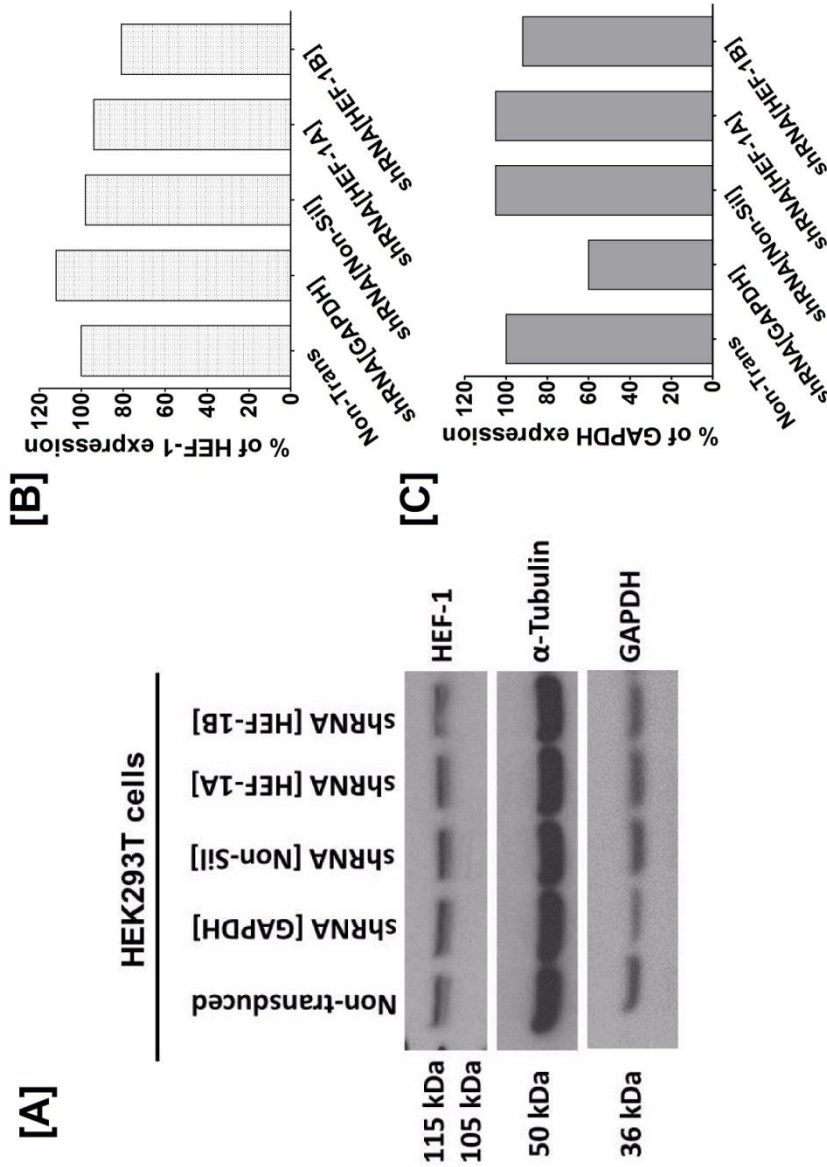 [A]
HEK293T cells
Non-transduced
shRNA [GAPDH]
shRNA [Non-Sil]
shRNA [HEF-1A]
shRNA [HEF-1B]
115 kDa
105 kDa
HEF-1
50 kDa
α-Tubulin
36 kDa
GAPDH
[B]
% of HEF-1 expression
120
100
80
60
40
20
0
Non-Trans
shRNA[GAPDH]
shRNA[Non-Sil]
shRNA[HEF-1A]
shRNA[HEF-1B]
[C]
% of GAPDH expression
120
100
80
60
40
20
0
Non-Trans
shRNA[GAPDH]
shRNA[Non-Sil]
shRNA[HEF-1A]
shRNA[HEF-1B]